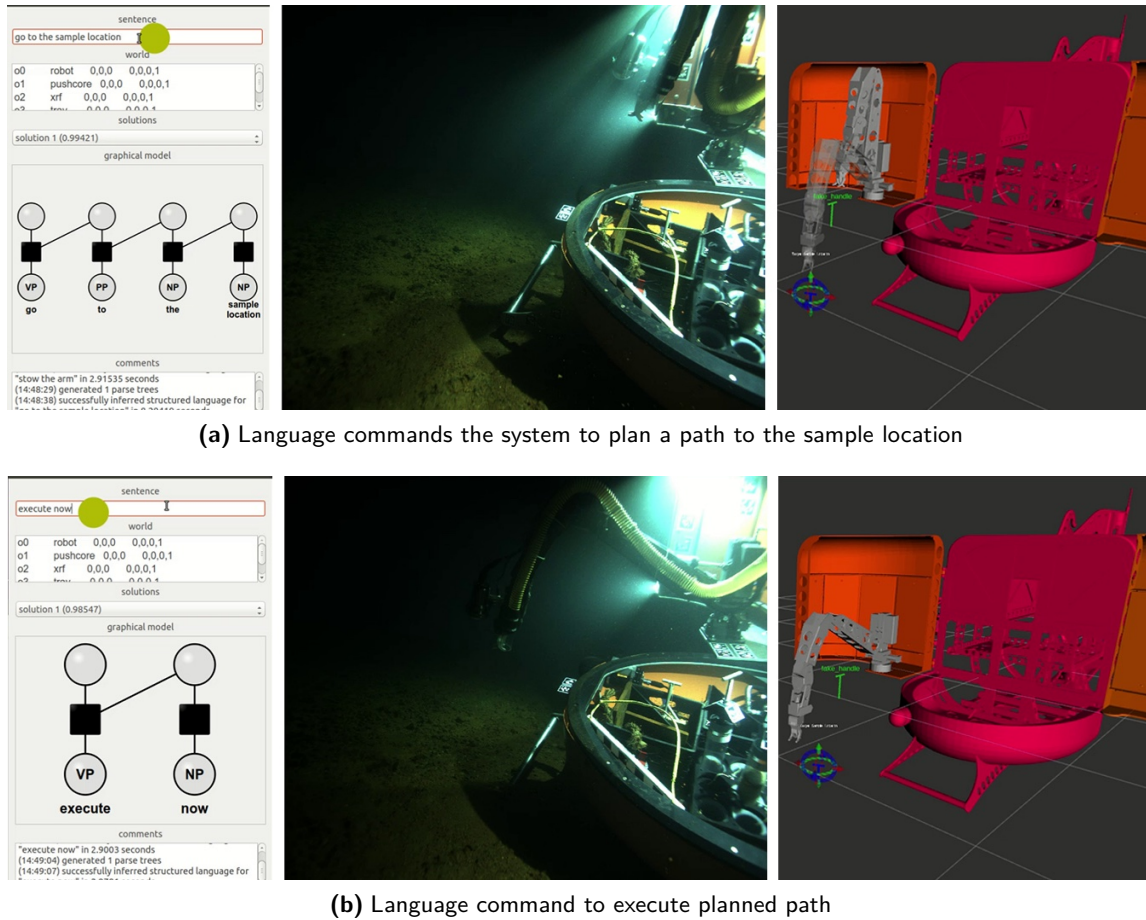 sentence
go to the sample location
world
o0 robot 0,0,0 0,0,0,1
o1 pushcore 0,0,0 0,0,0,1
o2 xrf 0,0,0 0,0,0,1
solutions
solution 1 (0.99421)
graphical model
VP PP NP NP
go to the sample location
comments
"stow the arm" in 2.91535 seconds
(14:48:29) generated 1 parse trees
(14:48:38) successfully inferred structured language for
(a) Language commands the system to plan a path to the sample location
sentence
execute now
world
o0 robot 0,0,0 0,0,0,1
o1 pushcore 0,0,0 0,0,0,1
o2 xrf 0,0,0 0,0,0,1
solutions
solution 1 (0.98547)
graphical model
VP NP
execute now
comments
"execute now" in 2.9003 seconds
(14:49:04) generated 1 parse trees
(14:49:07) successfully inferred structured language for
(b) Language command to execute planned path